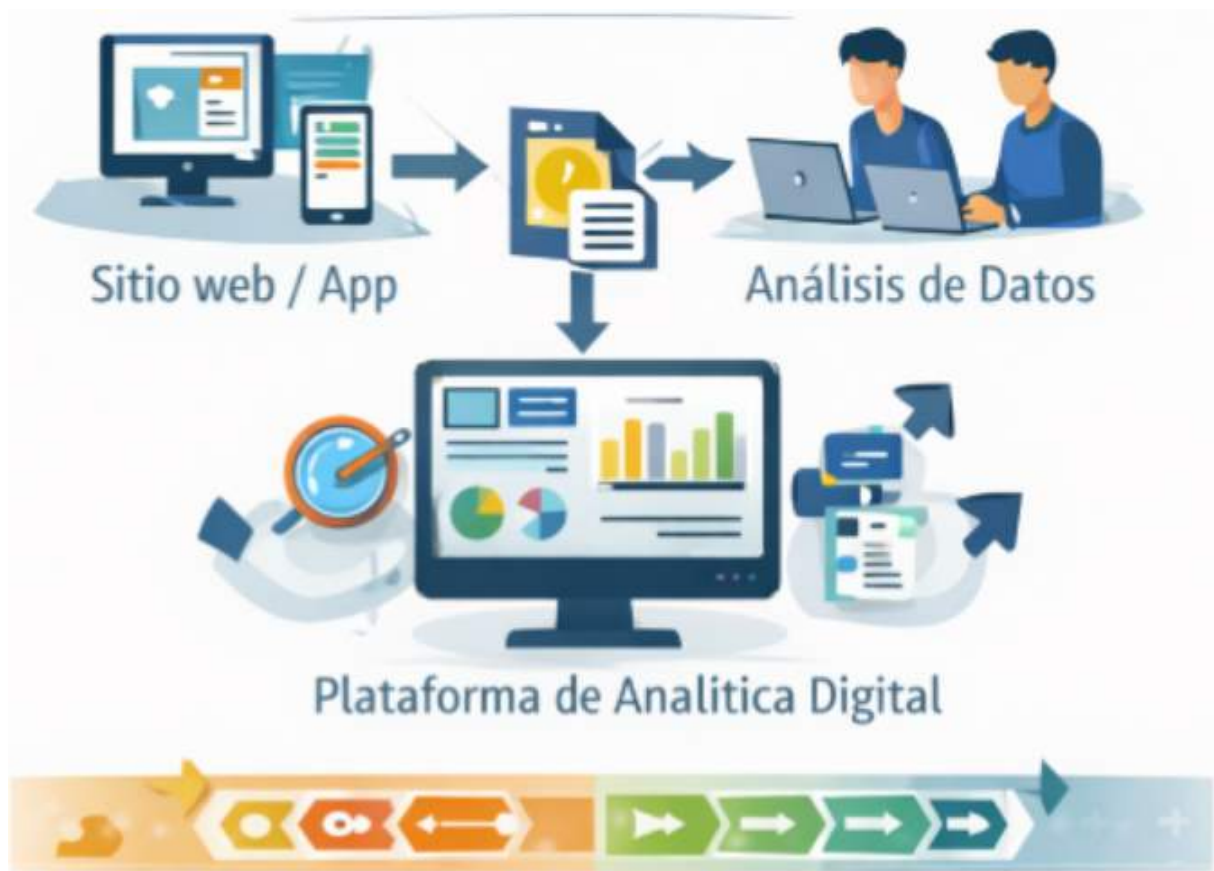 Sitio web / App
Análisis de Datos
Plataforma de Analitica Digital